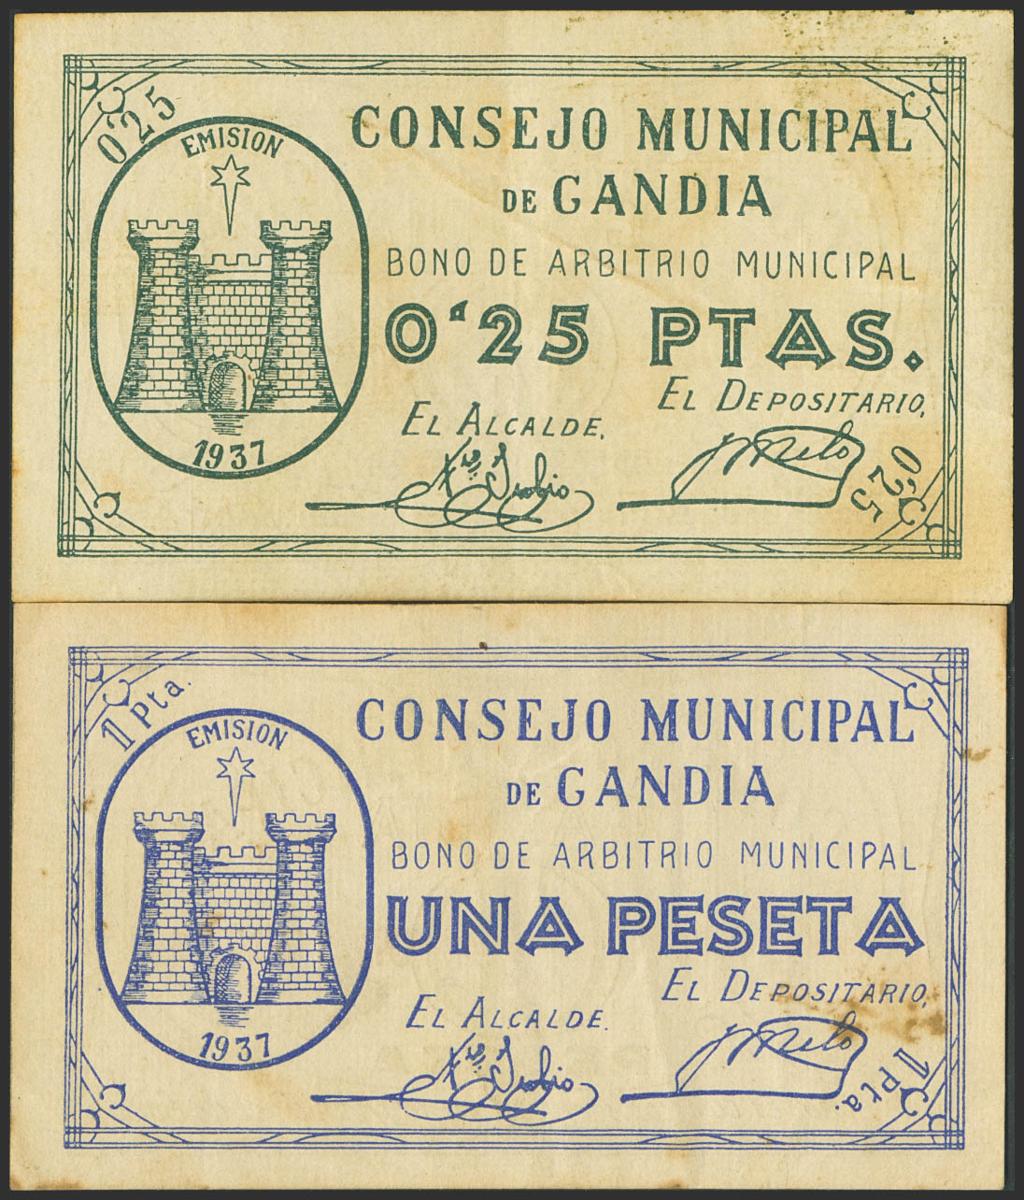 0'25
EMISION
1937
CONSEJO MUNICIPAL
DE GANDIA
BONO DE ARBITRIO MUNICIPAL
0'25 PTAS.
EL ALCALDE,
EL DEPOSITARIO,
025
1 Pta.
EMISION
1937
CONSEJO MUNICIPAL
DE GANDIA
BONO DE ARBITRIO MUNICIPAL
UNA PESETA
EL ALCALDE.
EL DEPOSITARIO,
1 Pta.